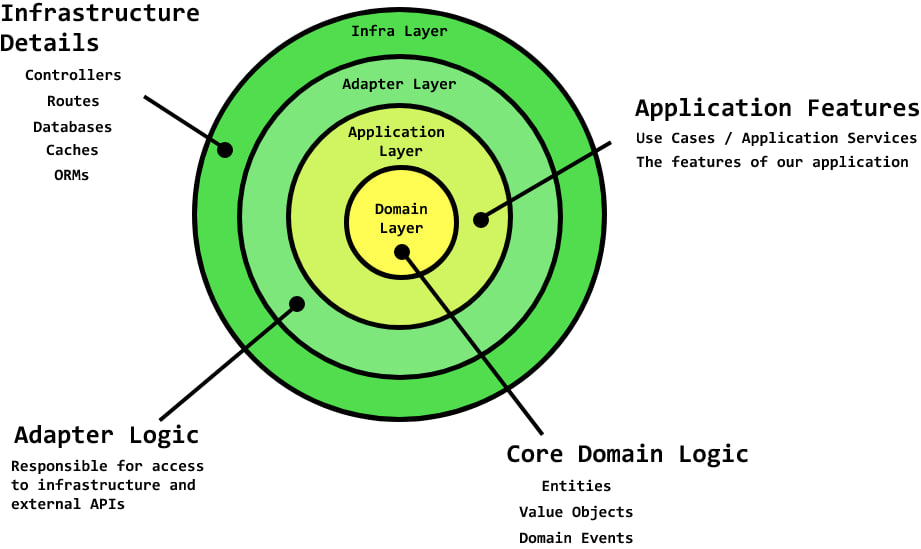 Infrastructure
Details
Controllers
Routes
Databases
Caches
ORMs
Infra Layer
Adapter Layer
Application
Layer
Domain
Layer
Application Features
Use Cases / Application Services
The features of our application
Adapter Logic
Responsible for access
to infrastructure and
external APIs
Core Domain Logic
Entities
Value Objects
Domain Events